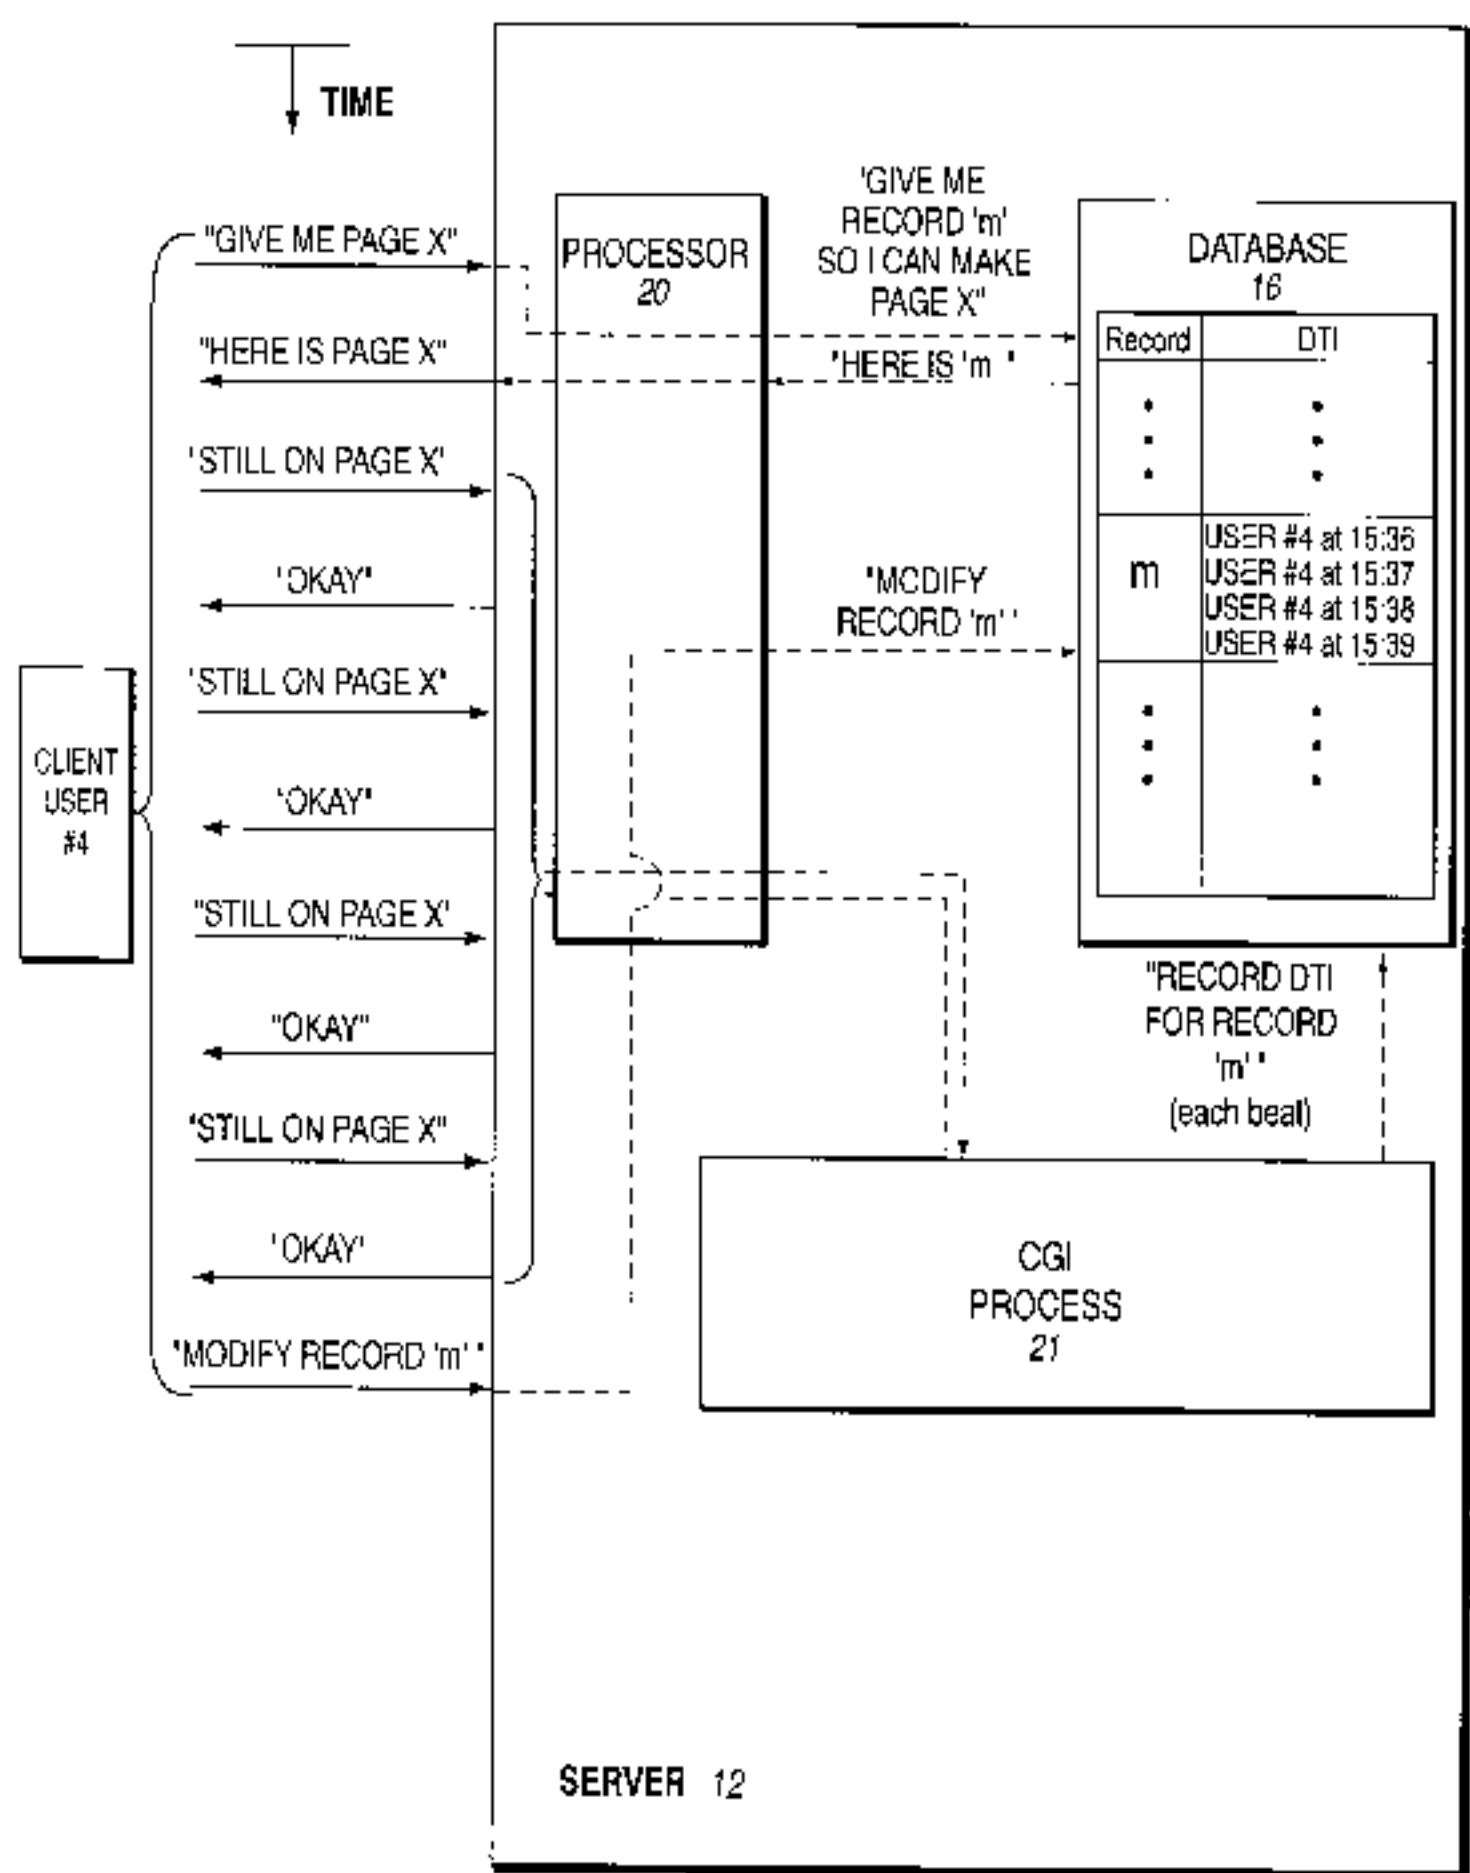 TIME
"GIVE ME PAGE X"
"HERE IS PAGE X"
"STILL ON PAGE X"
"OKAY"
"STILL ON PAGE X"
"OKAY"
"STILL ON PAGE X"
"OKAY"
"STILL ON PAGE X"
"OKAY"
"MODIFY RECORD 'm' "
CLIENT
USER
#4
PROCESSOR
20
"GIVE ME
RECORD 'm'
SO I CAN MAKE
PAGE X"
"HERE IS 'm "
"MODIFY
RECORD 'm' "
DATABASE
16
Record DTI
m
USER #4 at 15:36
USER #4 at 15:37
USER #4 at 15:38
USER #4 at 15:39
"RECORD DTI
FOR RECORD
'm' "
(each beat)
CGI
PROCESS
21
SERVER 12